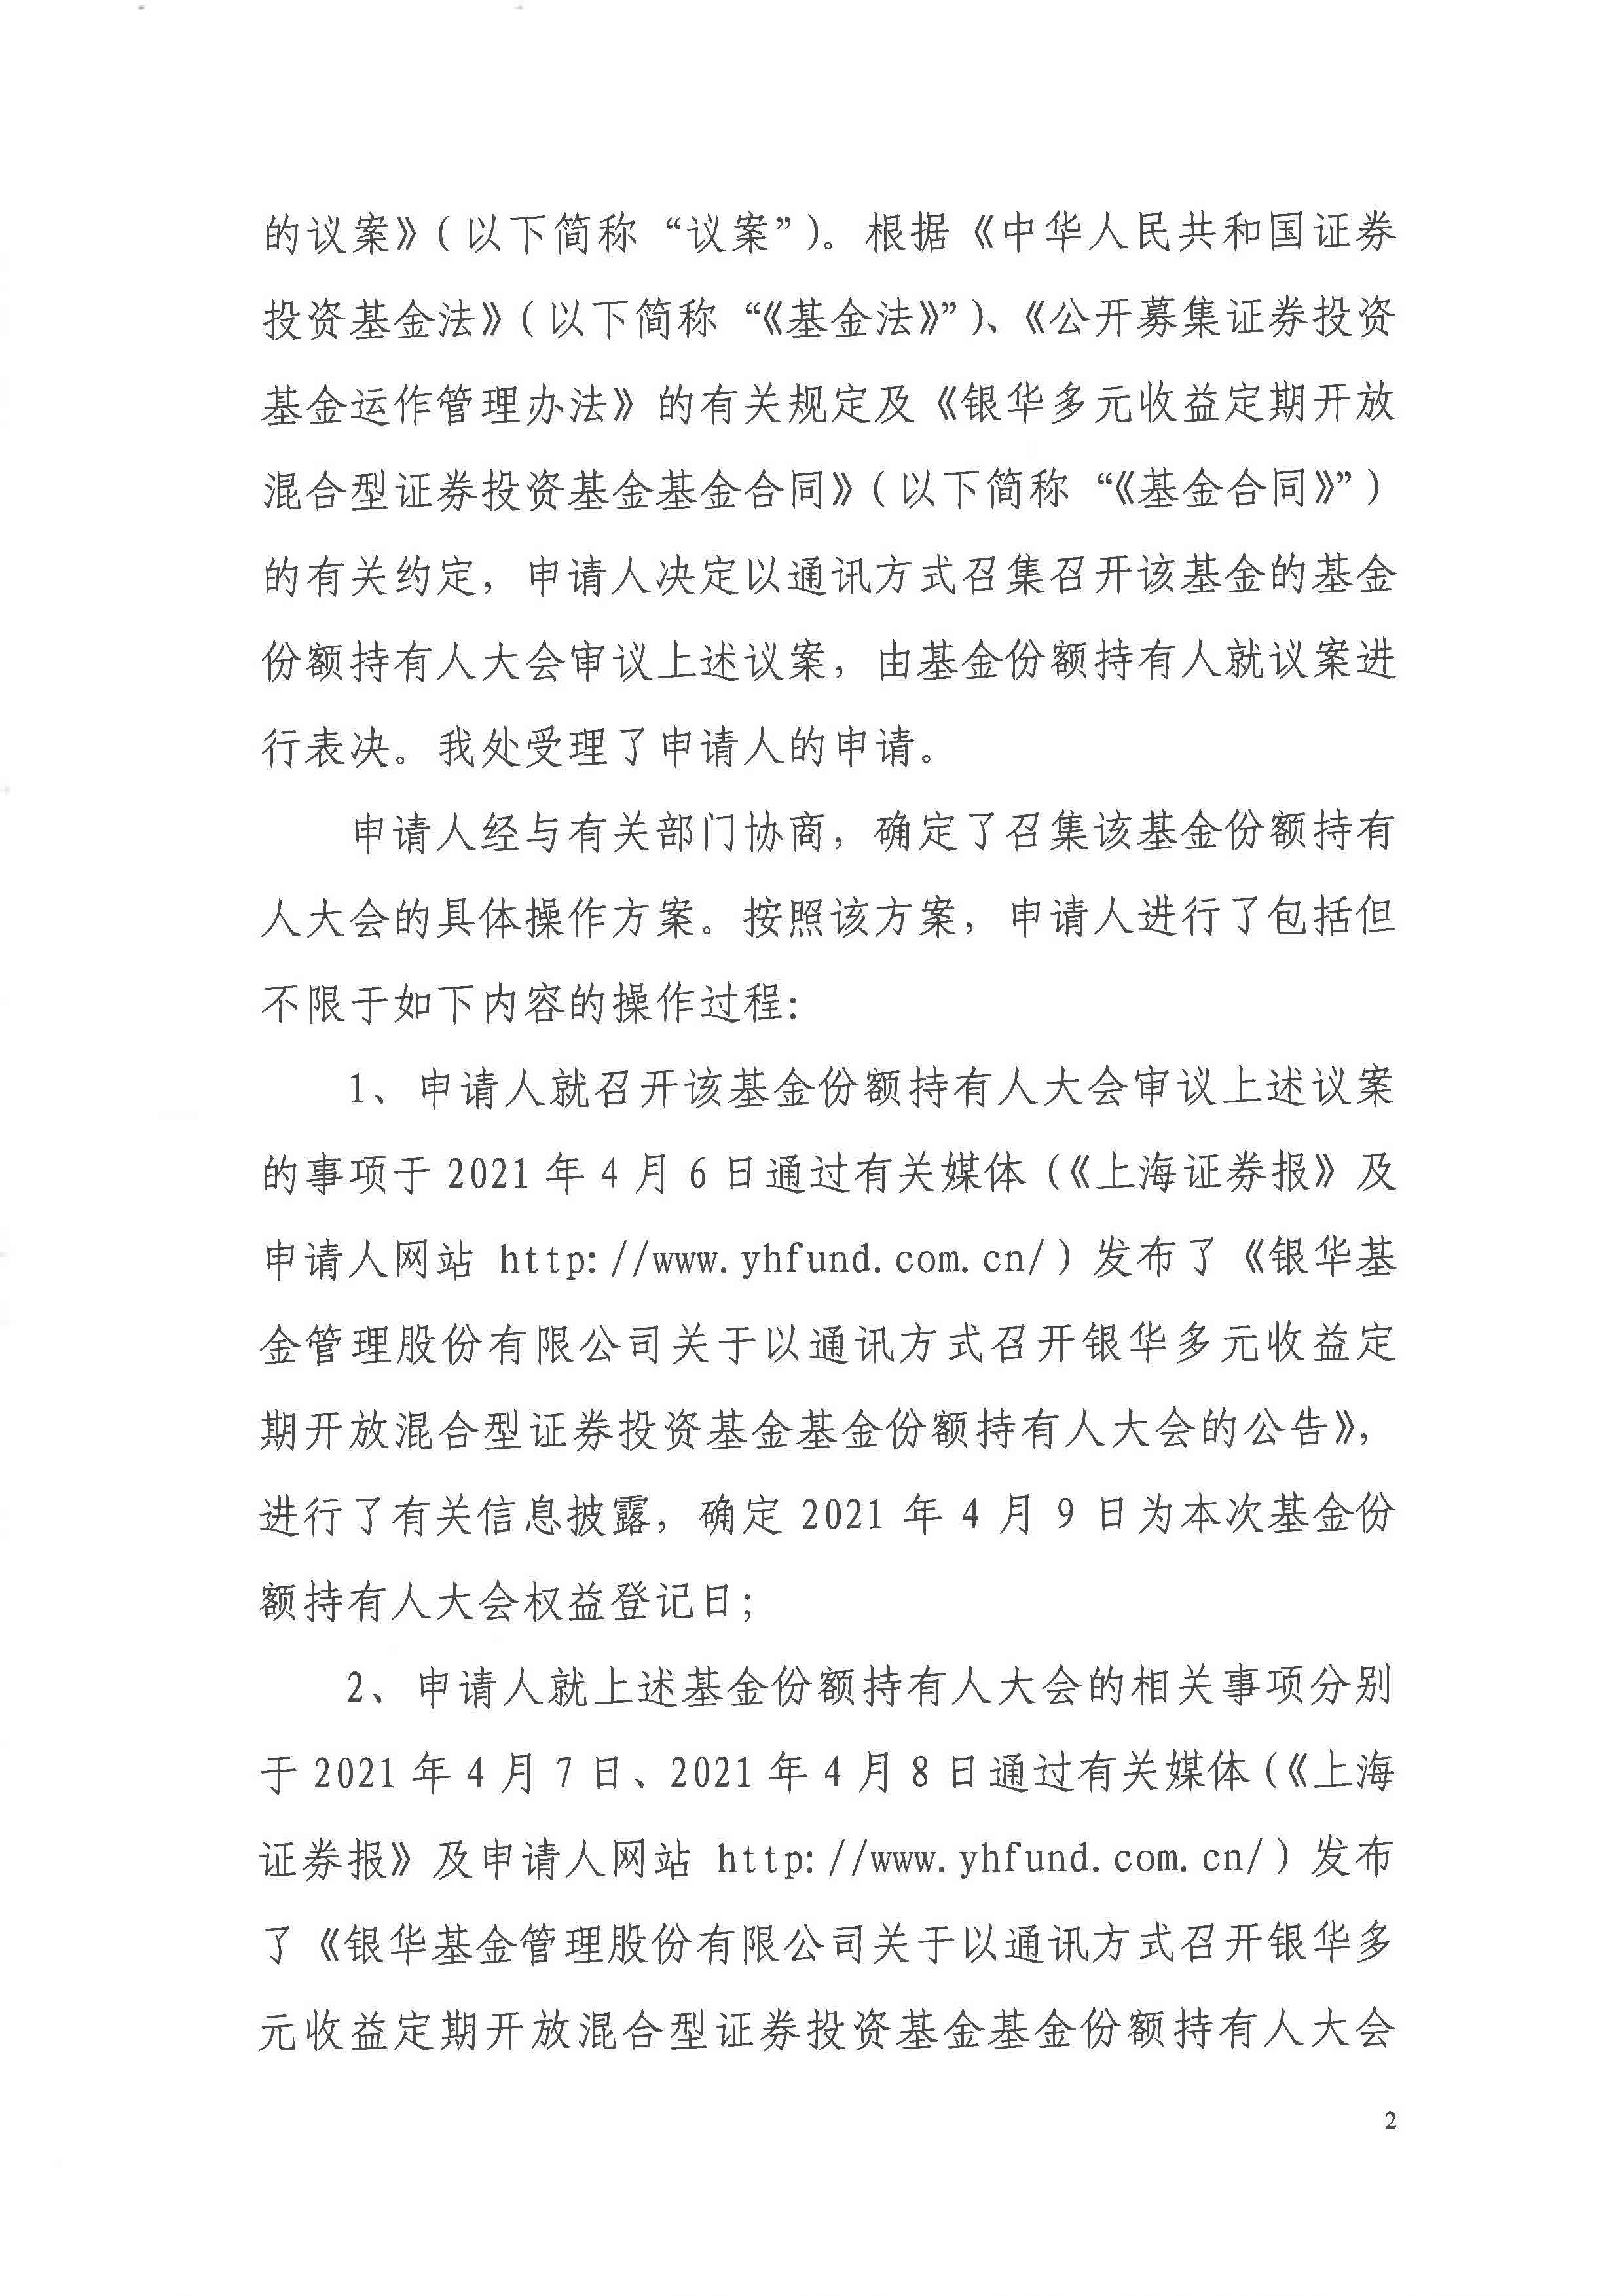 的议案》（以下简称“议案”）。根据《中华人民共和国证券
投资基金法》（以下简称“《基金法》”）、《公开募集证券投资
基金运作管理办法》的有关规定及《银华多元收益定期开放
混合型证券投资基金基金合同》（以下简称“《基金合同》”）
的有关约定，申请人决定以通讯方式召集召开该基金的基金
份额持有人大会审议上述议案，由基金份额持有人就议案进
行表决。我处受理了申请人的申请。
申请人经与有关部门协商，确定了召集该基金份额持有
人大会的具体操作方案。按照该方案，申请人进行了包括但
不限于如下内容的操作过程：
1、申请人就召开该基金份额持有人大会审议上述议案
的事项于 2021 年 4 月 6 日通过有关媒体（《上海证券报》及
申请人网站 http://www.yhfund.com.cn/）发布了《银华基
金管理股份有限公司关于以通讯方式召开银华多元收益定
期开放混合型证券投资基金基金份额持有人大会的公告》，
进行了有关信息披露，确定 2021 年 4 月 9 日为本次基金份
额持有人大会权益登记日；
2、申请人就上述基金份额持有人大会的相关事项分别
于 2021 年 4 月 7 日、2021 年 4 月 8 日通过有关媒体（《上海
证券报》及申请人网站 http://www.yhfund.com.cn/）发布
了《银华基金管理股份有限公司关于以通讯方式召开银华多
元收益定期开放混合型证券投资基金基金份额持有人大会
2